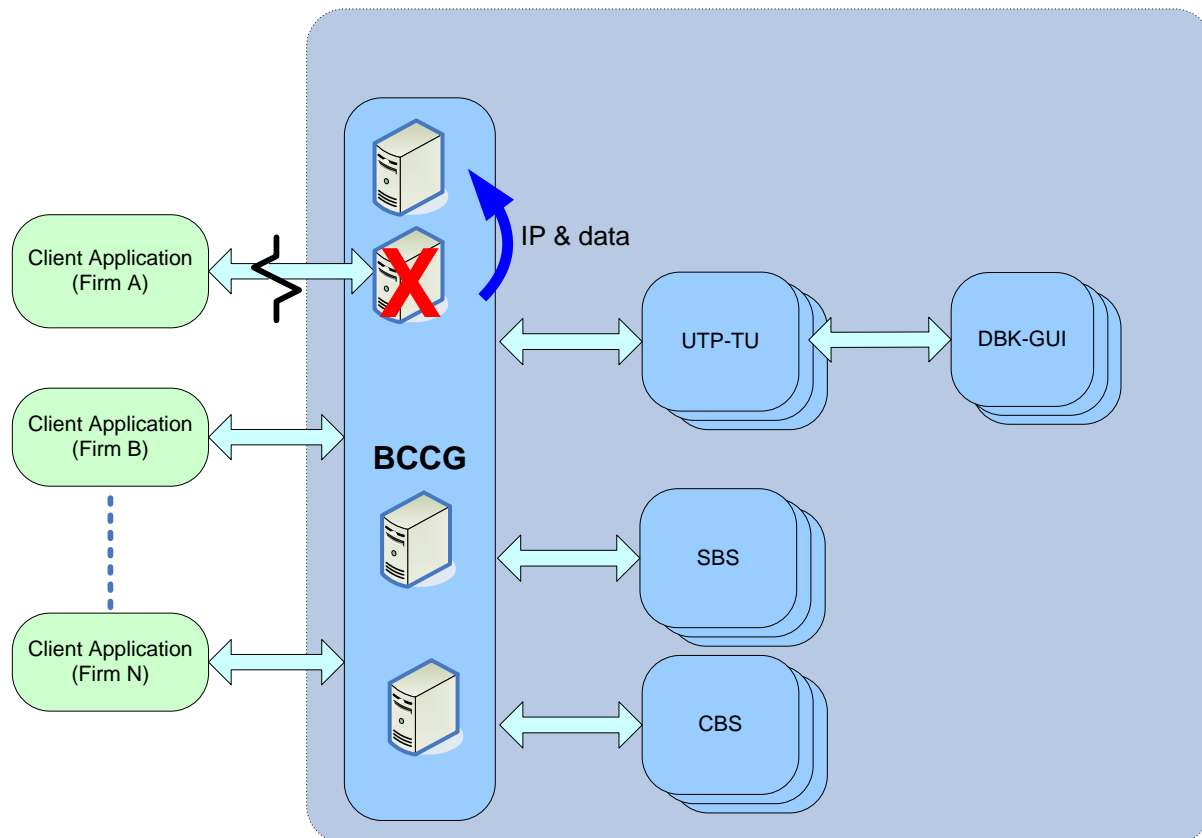 Client Application
(Firm A)
IP & data
UTP-TU
DBK-GUI
Client Application
(Firm B)
BCCG
SBS
Client Application
(Firm N)
CBS